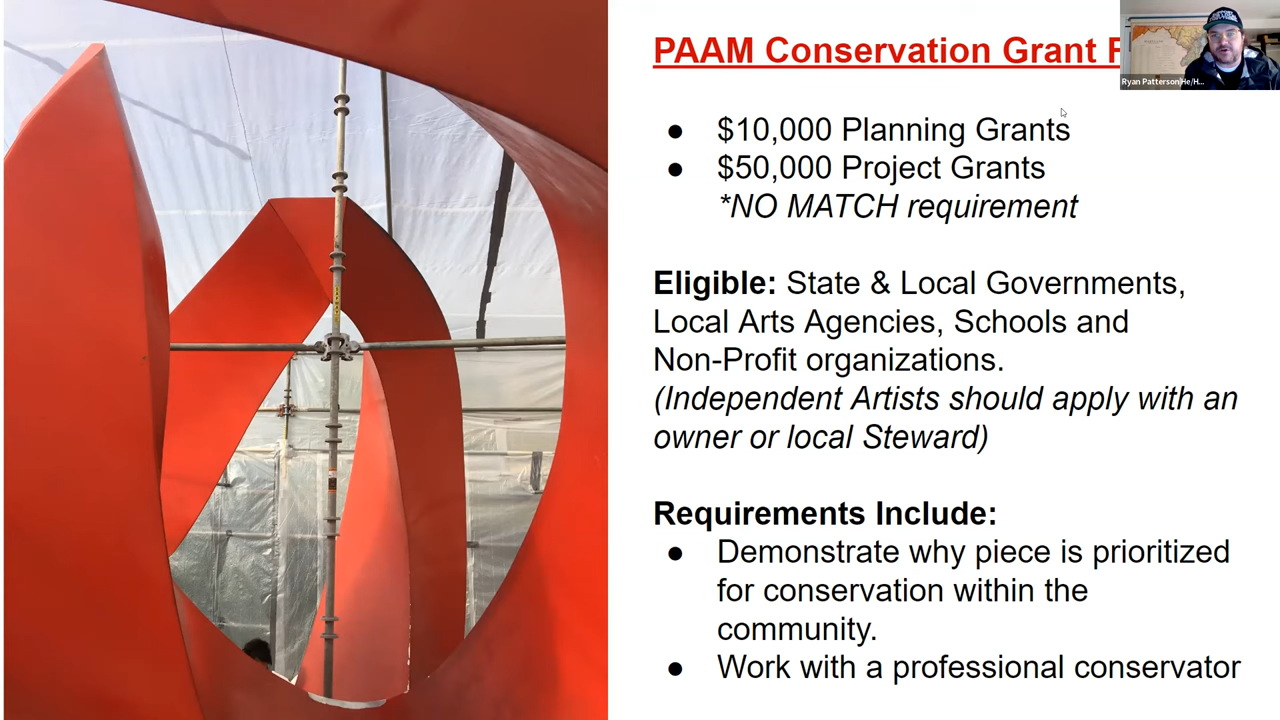 PAAM Conservation Grant
Ryan Patterson|He/H...
● $10,000 Planning Grants
● $50,000 Project Grants
*NO MATCH requirement
Eligible: State & Local Governments,
Local Arts Agencies, Schools and
Non-Profit organizations.
(Independent Artists should apply with an
owner or local Steward)
Requirements Include:
● Demonstrate why piece is prioritized
for conservation within the
community.
● Work with a professional conservator